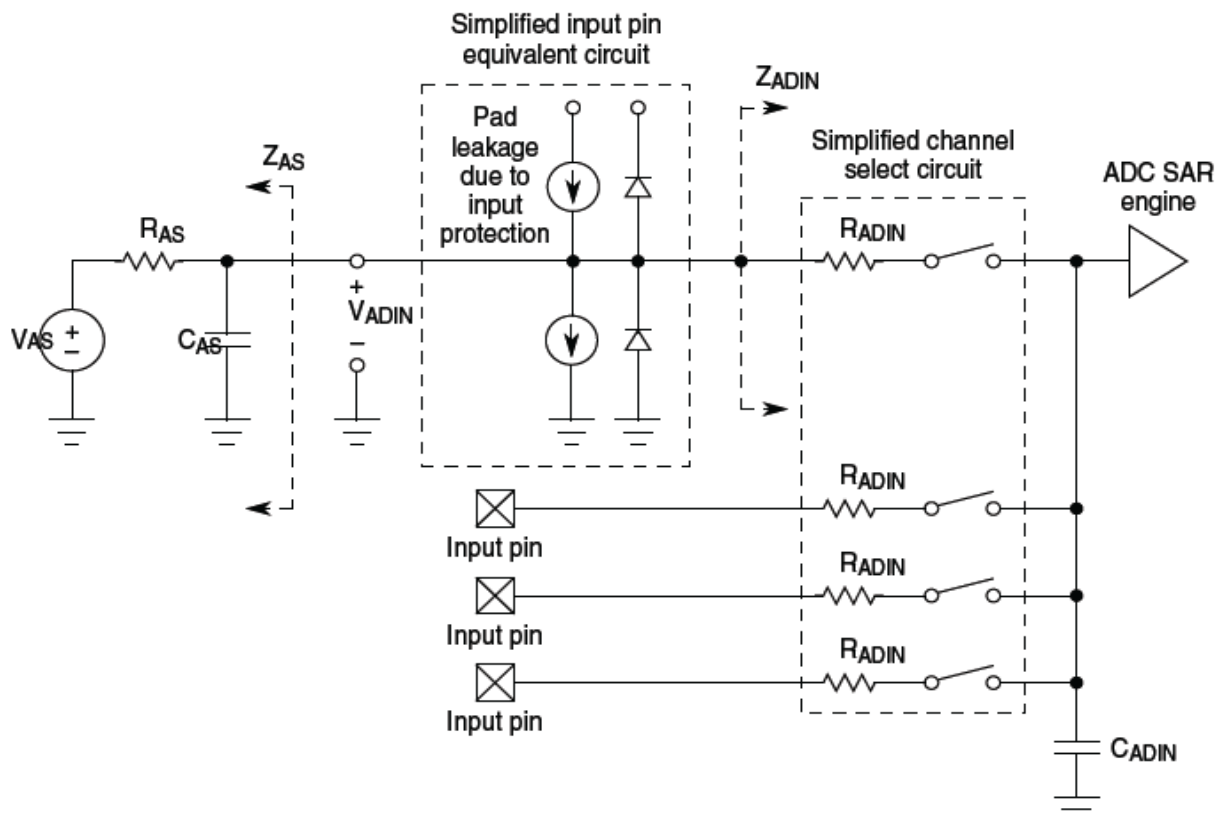 Simplified input pin
equivalent circuit
Pad
leakage
due to
input
protection
ZADIN
Simplified channel
select circuit
ADC SAR
engine
ZAS
RAS
RADIN
VAS
+
−
CAS
+
VADIN
−
RADIN
Input pin
RADIN
Input pin
RADIN
Input pin
CADIN